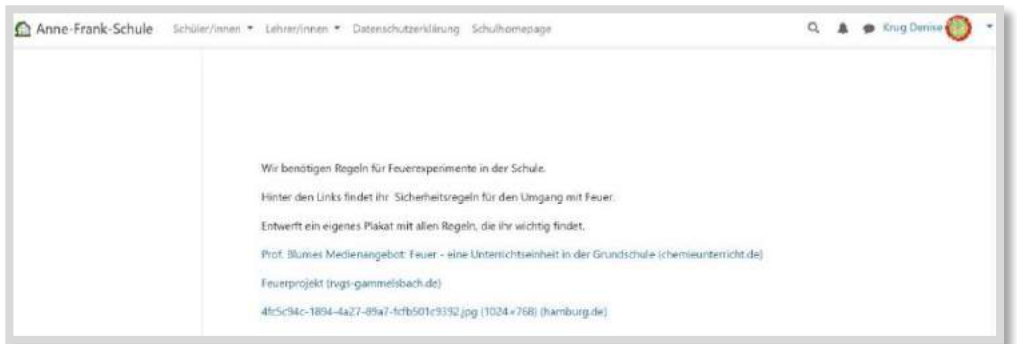 Anne-Frank-Schule Schüler/innen Lehrer/innen Datenschutzerklärung Schulhomepage Krug Denise
Wir benötigen Regeln für Feuerexperimente in der Schule.
Hinter den Links findet ihr Sicherheitsregeln für den Umgang mit Feuer.
Entwerft ein eigenes Plakat mit allen Regeln, die ihr wichtig findet.
Prof. Blumes Medienangebot: Feuer - eine Unterrichtseinheit in der Grundschule (chemieunterricht.de)
Feuerprojekt (rvgs-gammelsbach.de)
4fc5c94c-1894-4a27-89a7-fcfb501c9392.jpg (1024×768) (hamburg.de)